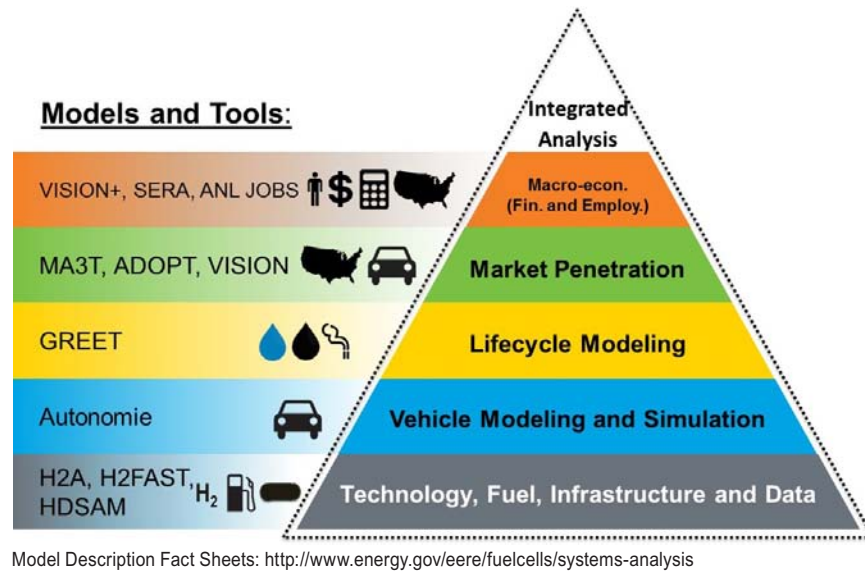 Models and Tools:
Integrated
Analysis
VISION+, SERA, ANL JOBS $
Macro-econ.
(Fin. and Employ.)
MA3T, ADOPT, VISION
Market Penetration
GREET
Lifecycle Modeling
Autonomie
Vehicle Modeling and Simulation
H2A, H2FAST, H₂
HDSAM
Technology, Fuel, Infrastructure and Data
Model Description Fact Sheets: http://www.energy.gov/eere/fuelcells/systems-analysis